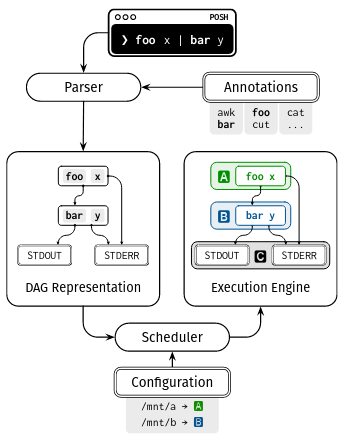 POSH
❯ foo x | bar y
Parser
Annotations
awk foo cat
bar cut ...
foo x
A foo x
bar y
B bar y
STDOUT STDERR
STDOUT C STDERR
DAG Representation
Execution Engine
Scheduler
Configuration
/mnt/a → A
/mnt/b → B